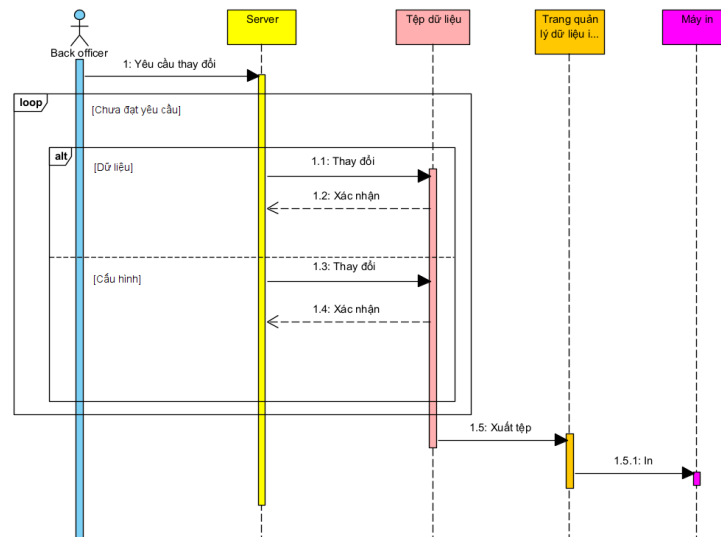 Back officer
Server
Tệp dữ liệu
Trang quản
lý dữ liệu i...
Máy in
1: Yêu cầu thay đổi
loop
[Chưa đạt yêu cầu]
alt
[Dữ liệu]
1.1: Thay đổi
1.2: Xác nhận
[Cấu hình]
1.3: Thay đổi
1.4: Xác nhận
1.5: Xuất tệp
1.5.1: In